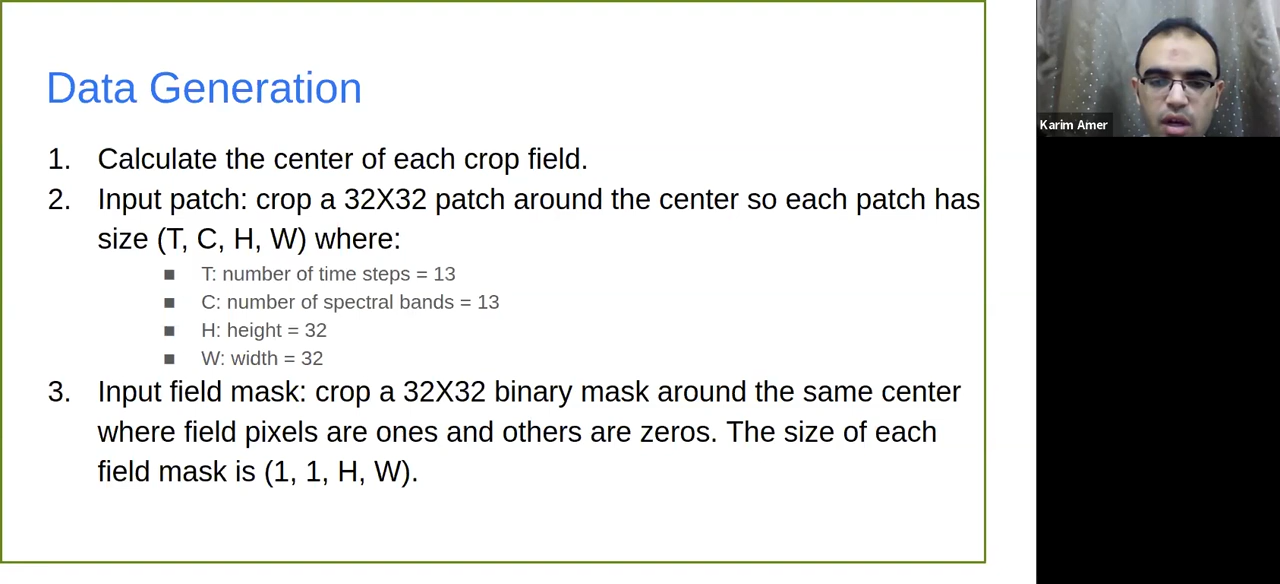 Data Generation
1. Calculate the center of each crop field.
2. Input patch: crop a 32X32 patch around the center so each patch has
size (T, C, H, W) where:
■ T: number of time steps = 13
■ C: number of spectral bands = 13
■ H: height = 32
■ W: width = 32
3. Input field mask: crop a 32X32 binary mask around the same center
where field pixels are ones and others are zeros. The size of each
field mask is (1, 1, H, W).
Karim Amer